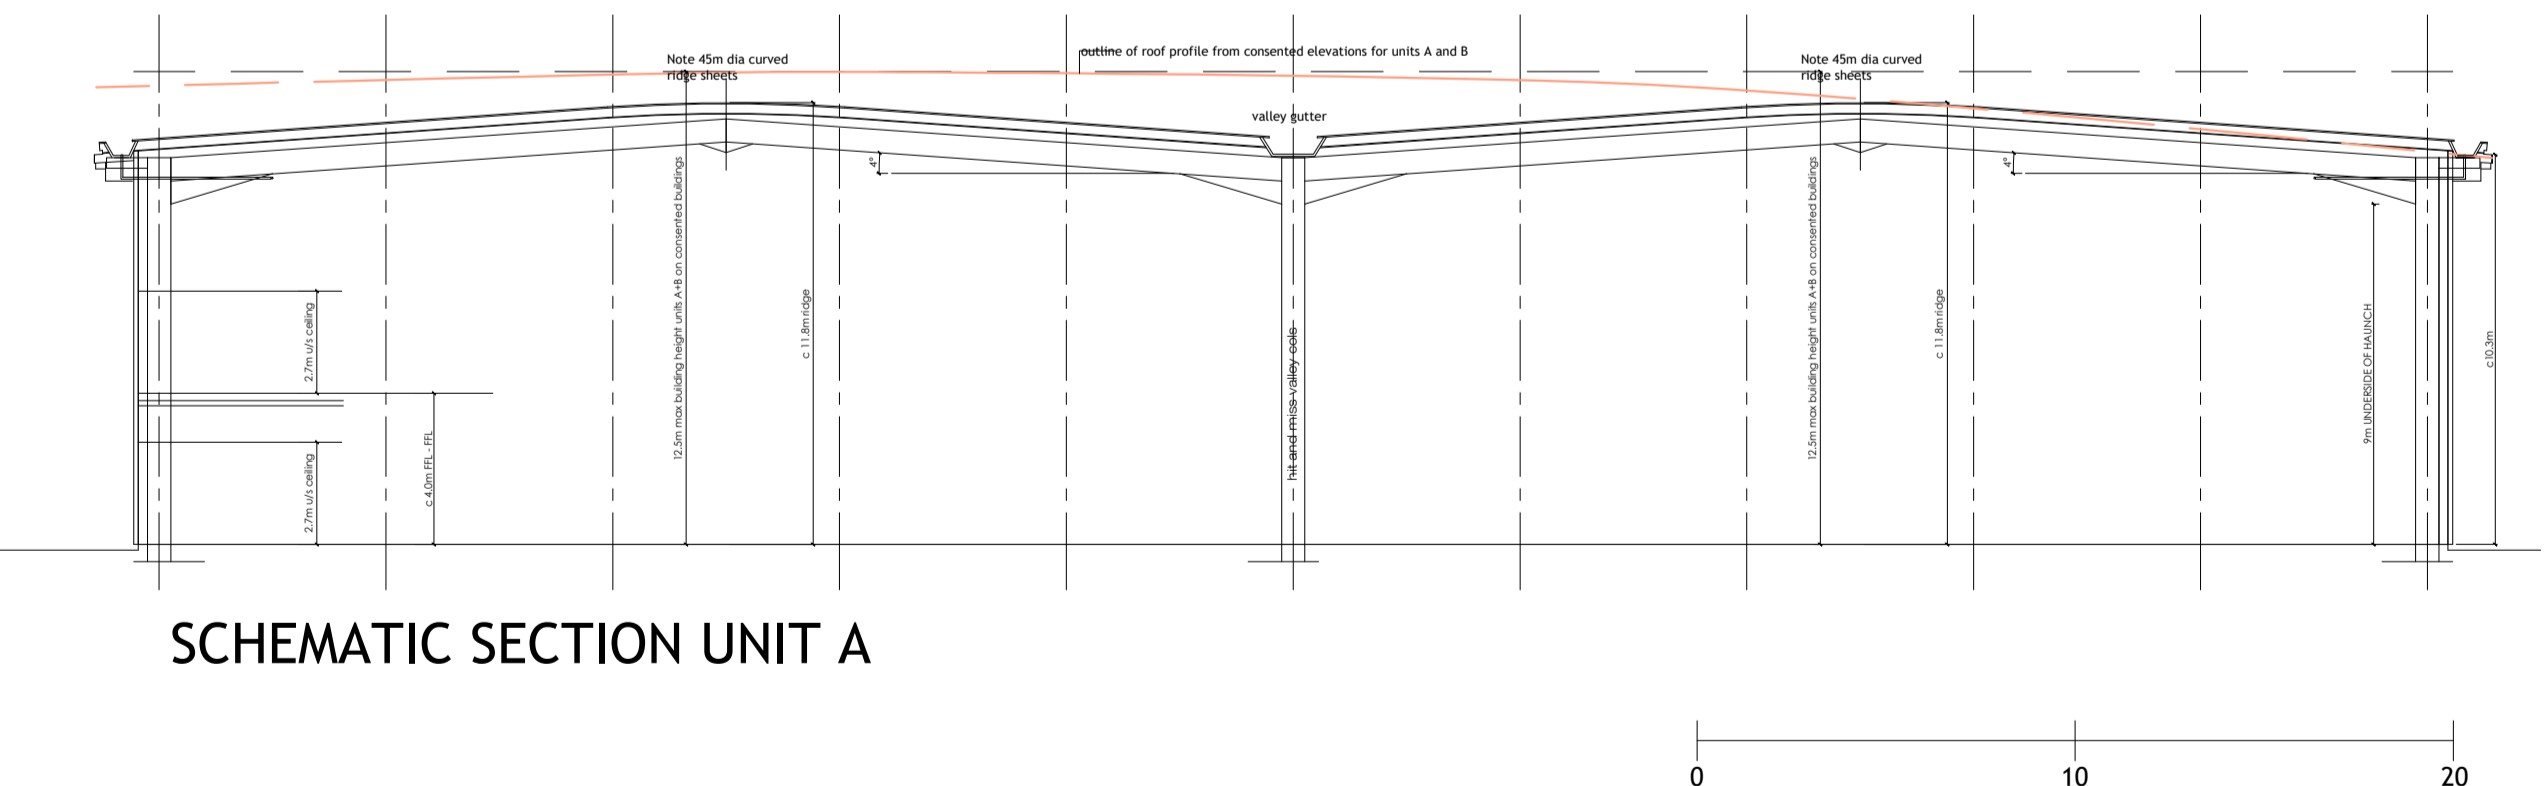 Note 45m dia curved
ridge sheets
outline of roof profile from consented elevations for units A and B
Note 45m dia curved
ridge sheets
valley gutter
4°
4°
2.7m u/s ceiling
2.7m u/s ceiling
c 4.0m FFL - FFL
12.5m max building height units A+B on consented buildings
c 11.8m ridge
hit and miss valley cols
12.5m max building height units A+B on consented buildings
c 11.8m ridge
9m UNDERSIDE OF HAUNCH
c10.3m
SCHEMATIC SECTION UNIT A
0 10 20